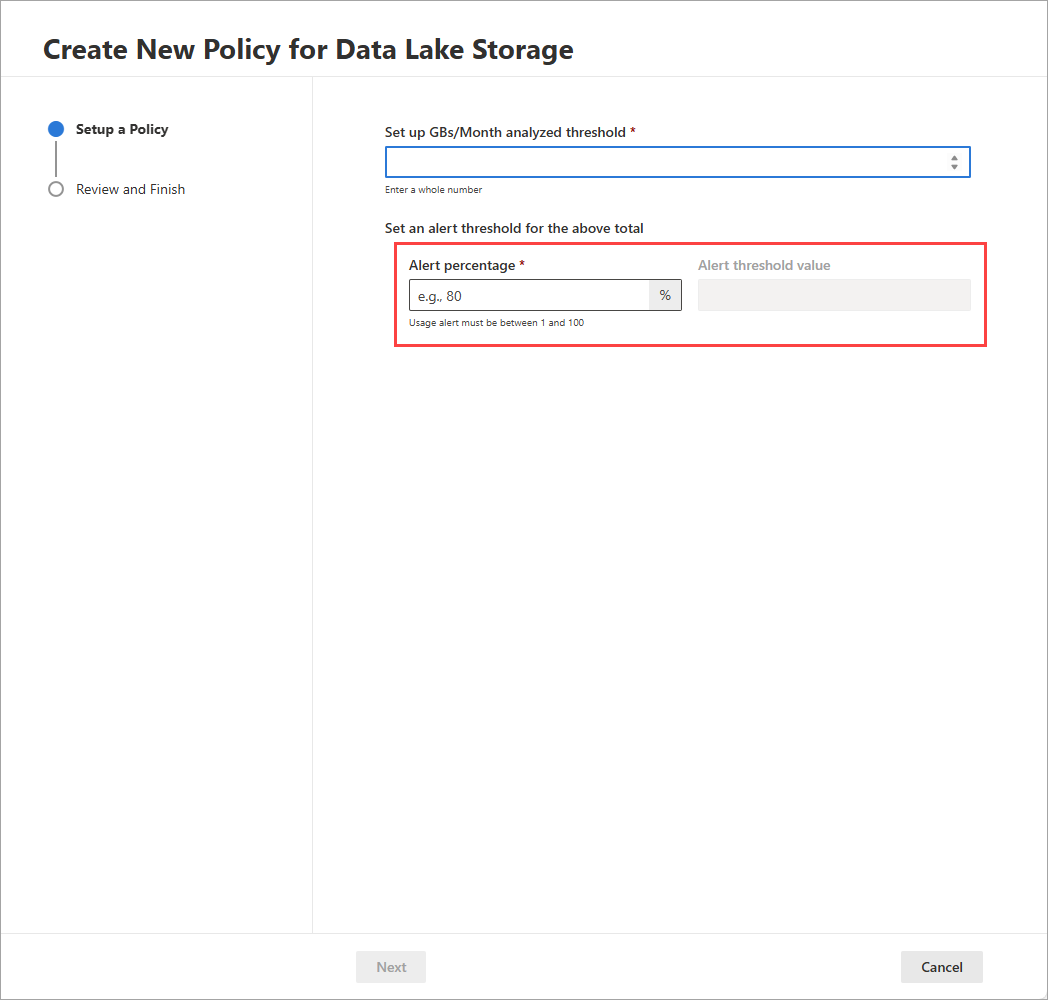 Create New Policy for Data Lake Storage
Setup a Policy
Review and Finish
Set up GBs/Month analyzed threshold *
Enter a whole number
Set an alert threshold for the above total
Alert percentage *
Alert threshold value
e.g., 80
%
Usage alert must be between 1 and 100
Next
Cancel